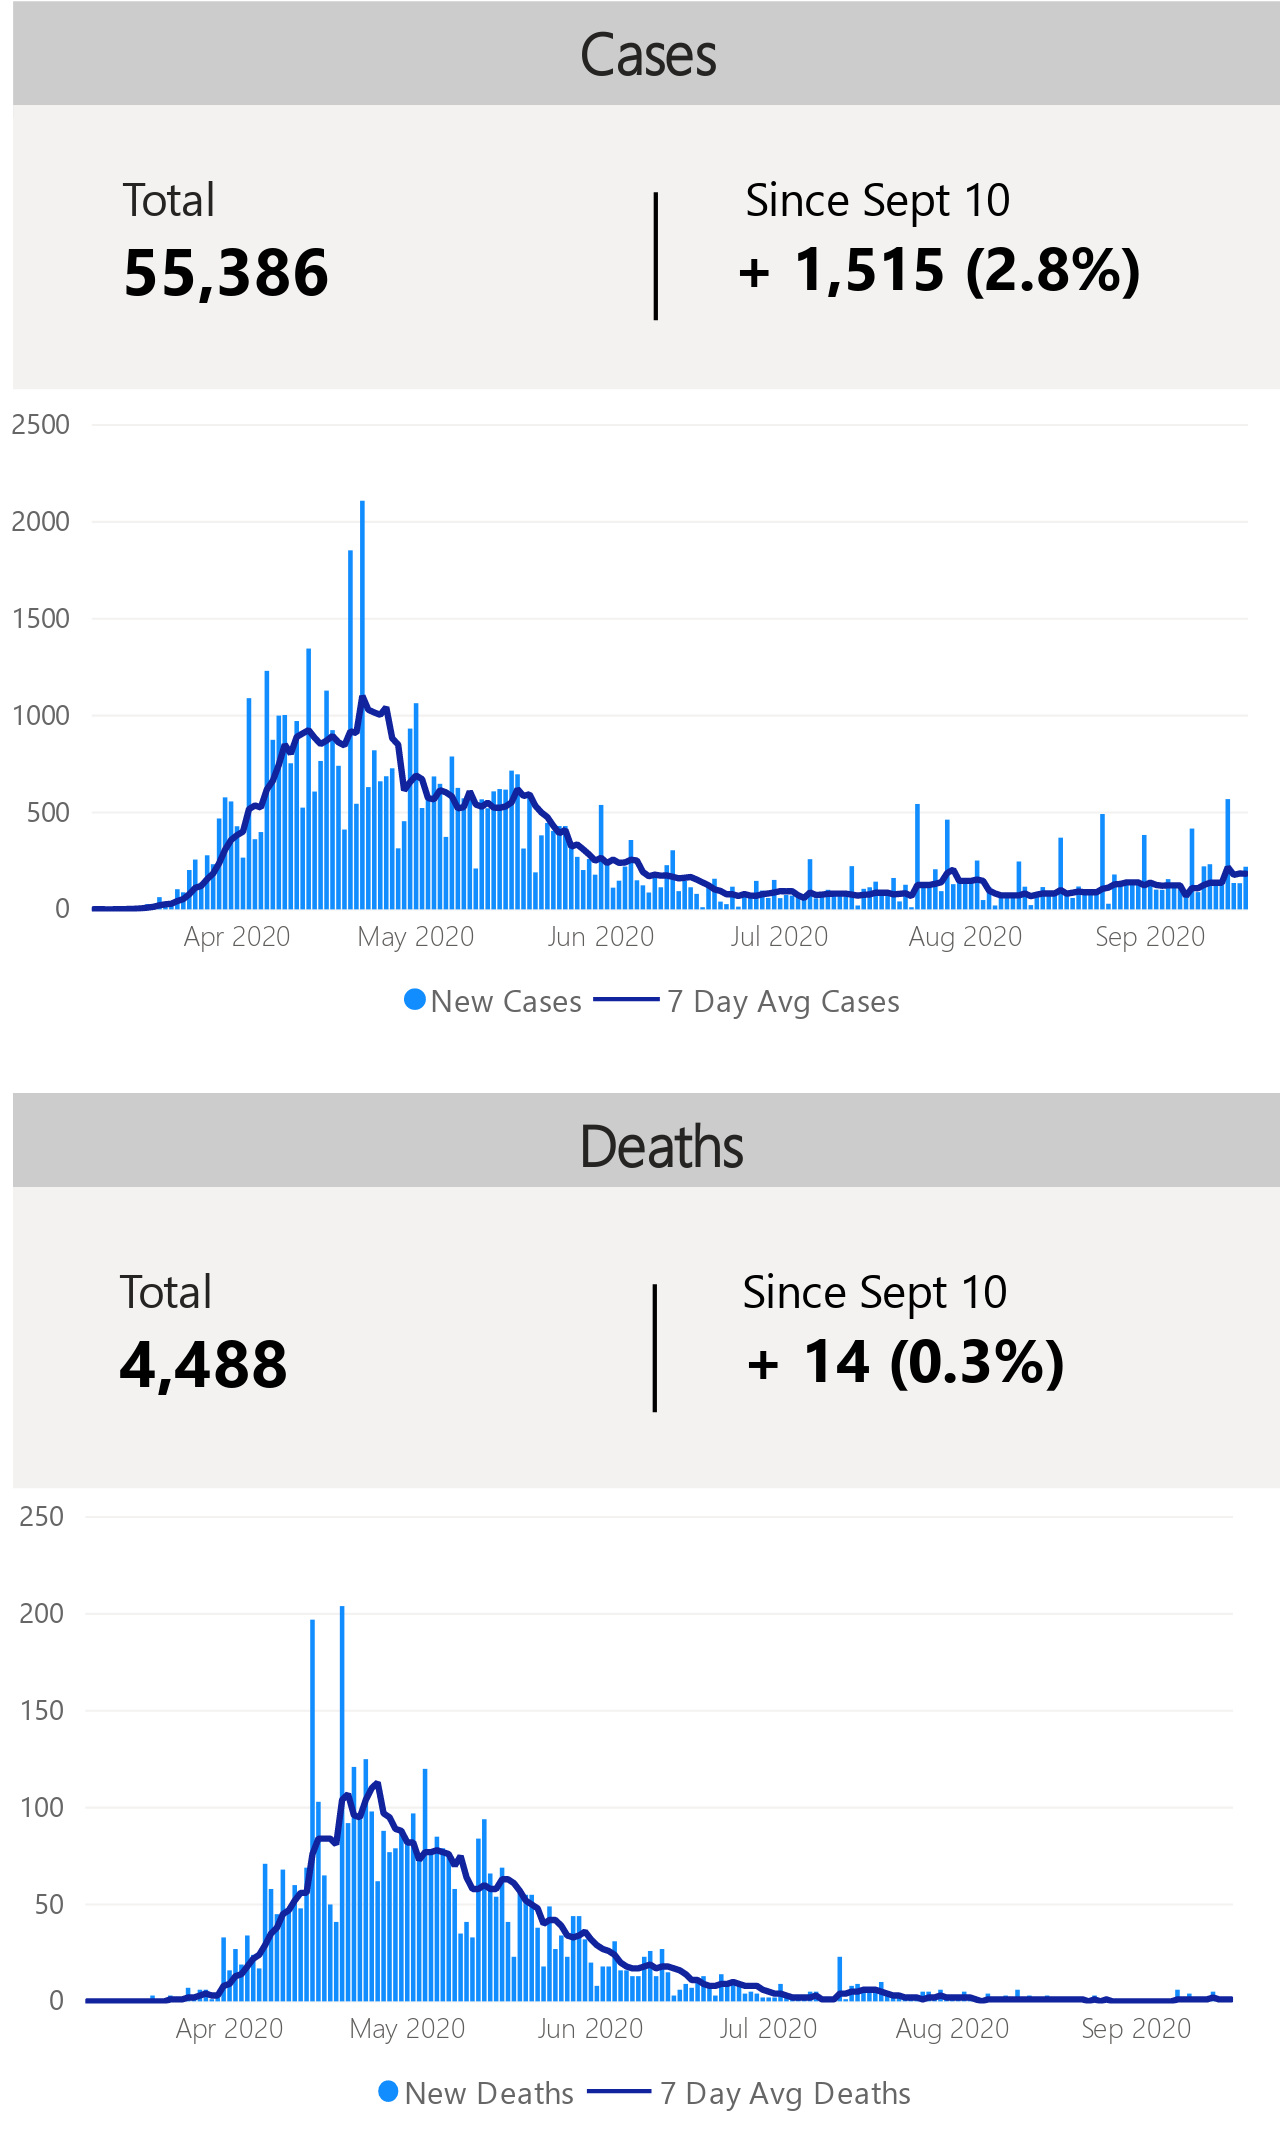 Cases
Total
Since Sept 10
55,386
+ 1,515 (2.8%)
2500
2000
1500
1000
500
0
Apr 2020 May 2020 Jun 2020 Jul 2020 Aug 2020 Sep 2020
New Cases 7 Day Avg Cases
Deaths
Total
Since Sept 10
4,488
+ 14 (0.3%)
250
200
150
100
50
0
Apr 2020 May 2020 Jun 2020 Jul 2020 Aug 2020 Sep 2020
New Deaths 7 Day Avg Deaths